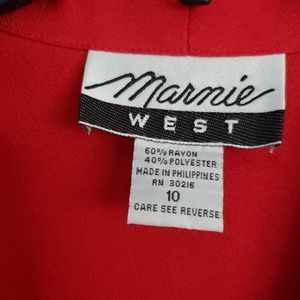 Marnie
WEST
60% RAYON
40% POLYESTER
MADE IN PHILIPPINES
RN 30216
10
CARE SEE REVERSE